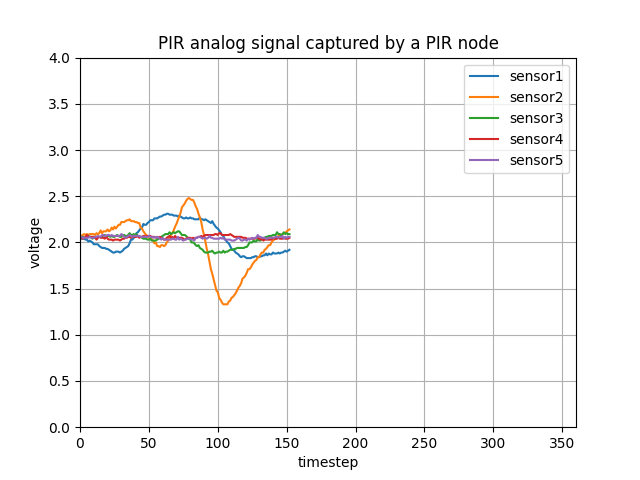 PIR analog signal captured by a PIR node
4.0
3.5
3.0
2.5
2.0
1.5
1.0
0.5
0.0
voltage
sensor1
sensor2
sensor3
sensor4
sensor5
0 50 100 150 200 250 300 350
timestep